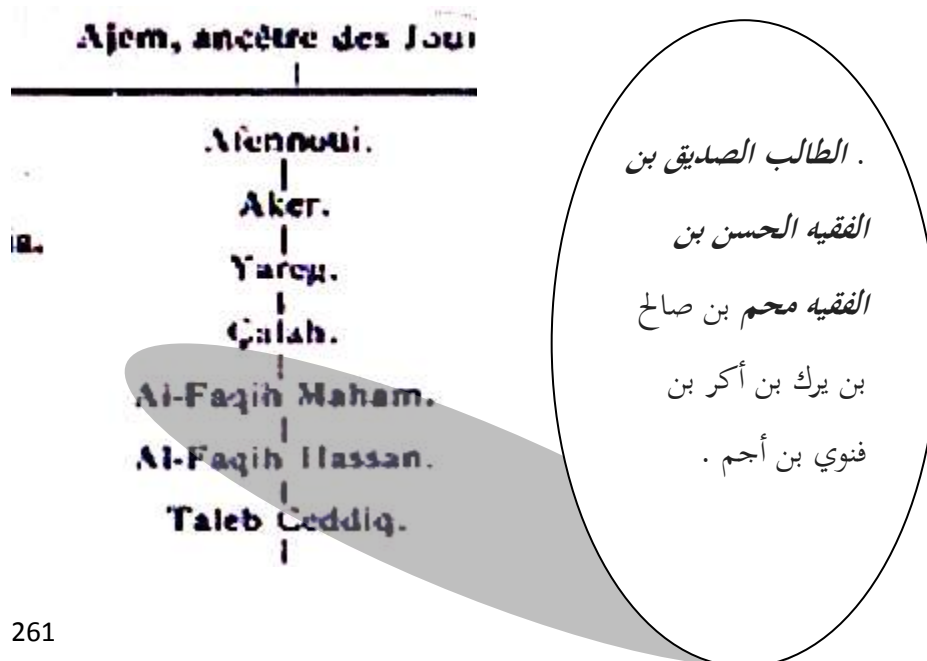 Ajem, ancêtre des Jou
Afennoui.
Aker.
Yareg.
Çalah.
Al-Faqih Maham.
Al-Faqih Hassan.
Taleb Ceddiq.
. الطالب الصديق بن
الفقيه الحسن بن
الفقيه محم بن صالح
بن يرك بن أكر بن
فنوي بن أجم .
261